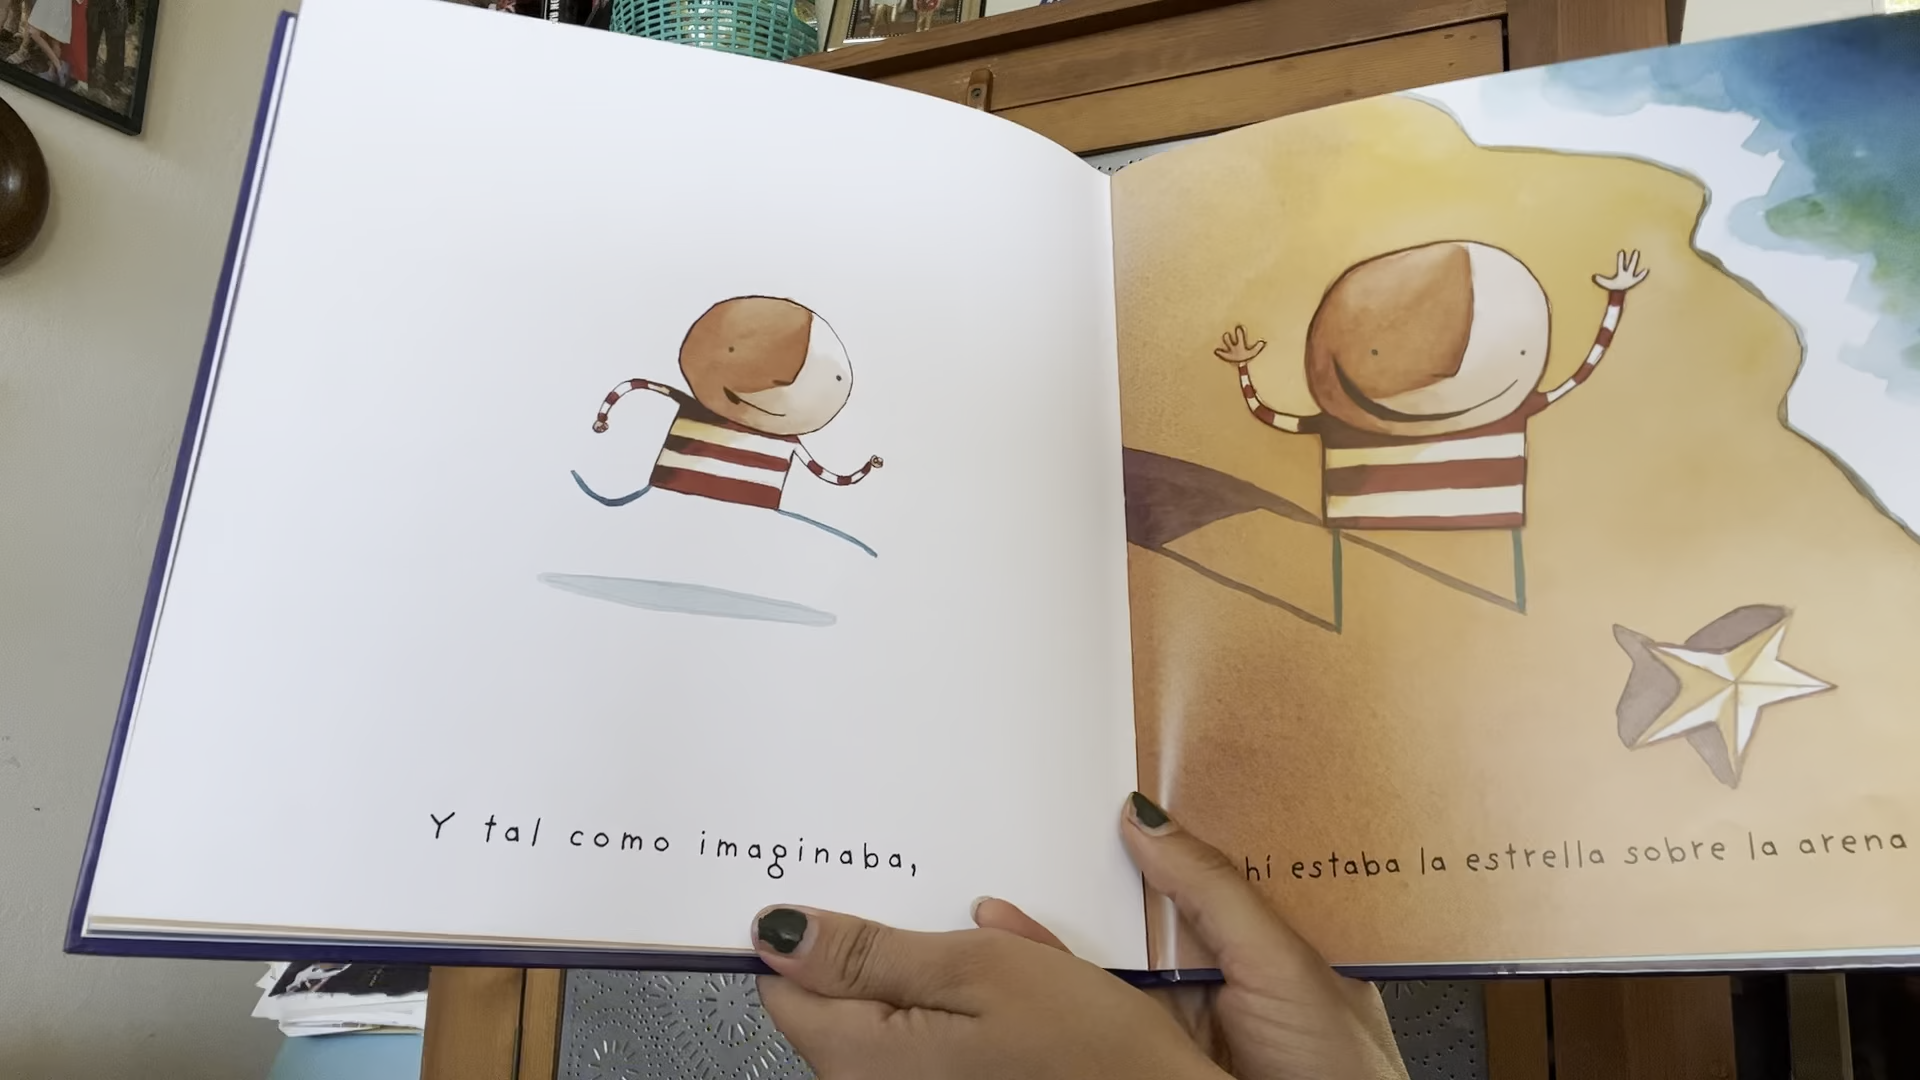 Y tal como imaginaba,
hí estaba la estrella sobre la arena